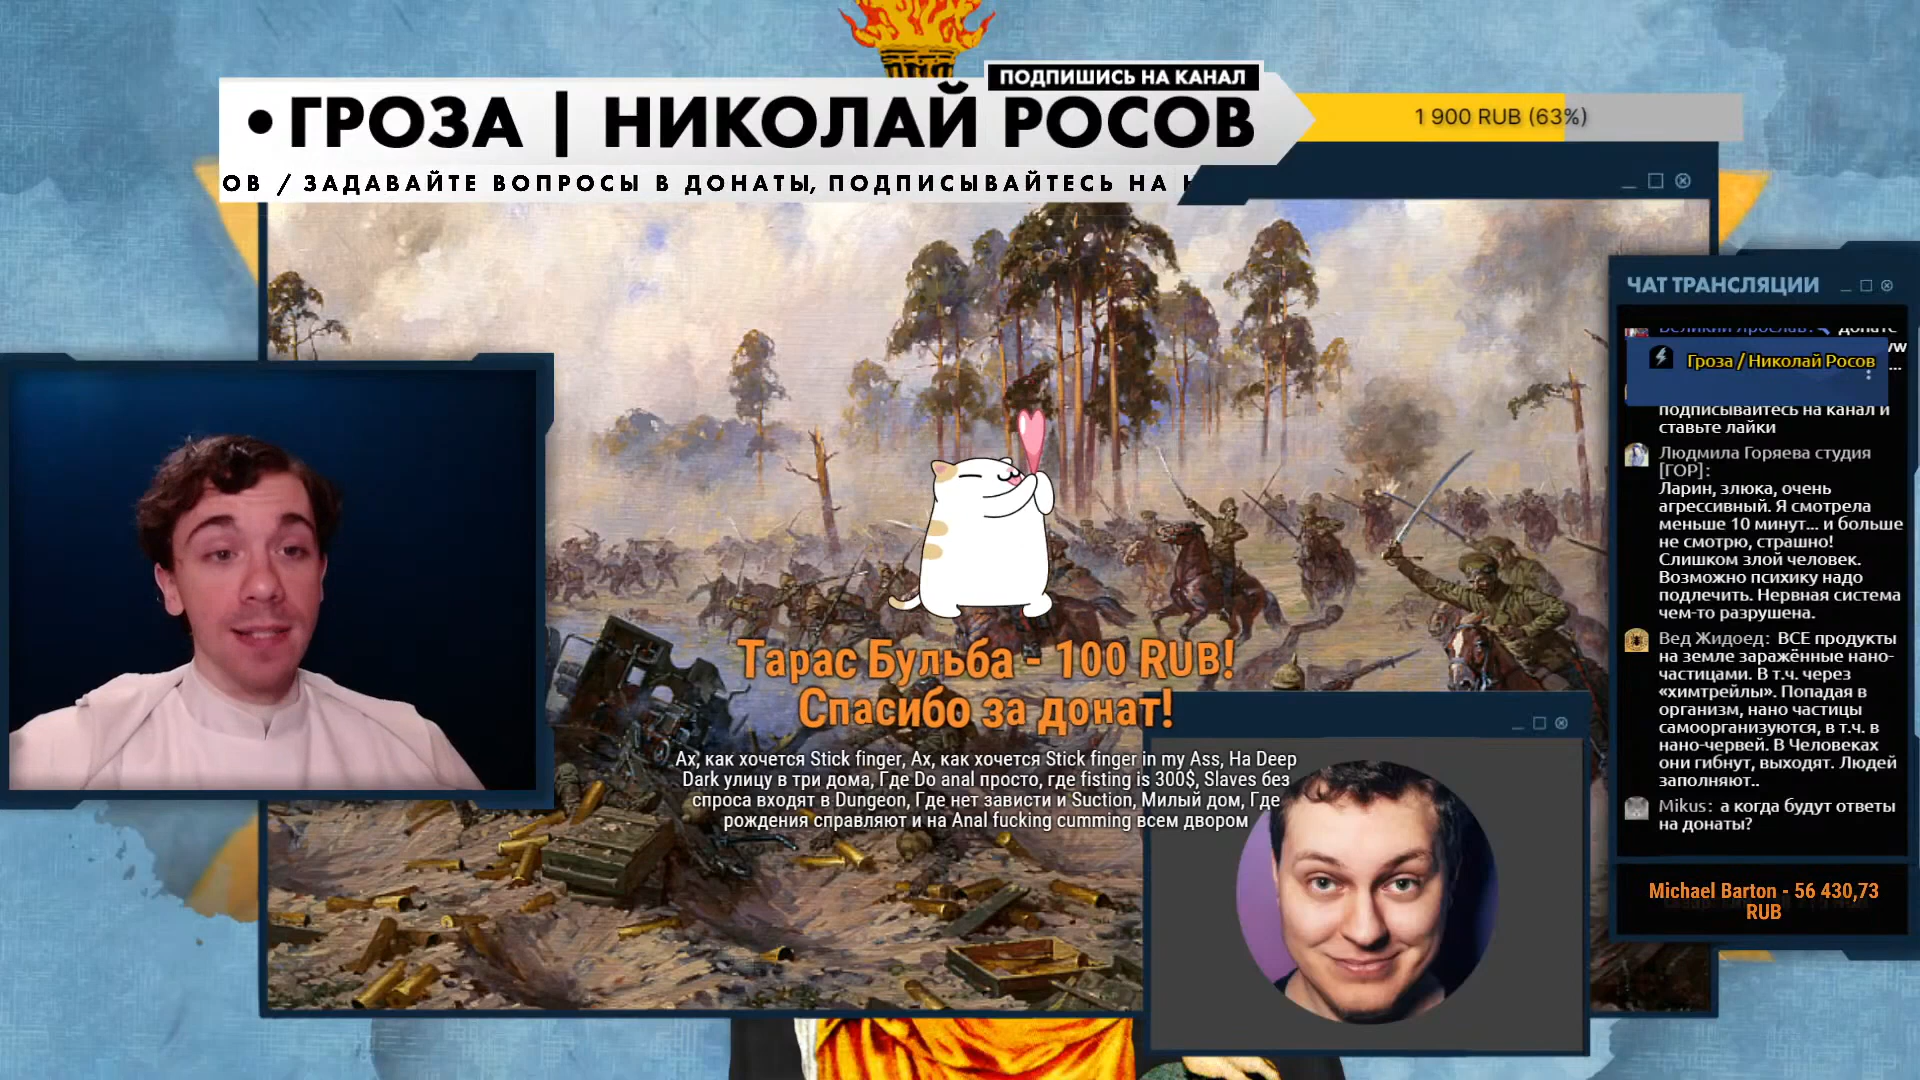 ПОДПИШИСЬ НА КАНАЛ
• ГРОЗА | НИКОЛАЙ РОСОВ
1 900 RUB (63%)
ОВ / ЗАДАВАЙТЕ ВОПРОСЫ В ДОНАТЫ, ПОДПИСЫВАЙТЕСЬ НА
ЧАТ ТРАНСЛЯЦИИ
Великий Ярослав: донате
Гроза / Николай Росов
подписывайтесь на канал и
ставьте лайки
Людмила Горяева студия
[ГОР]:
Ларин, злюка, очень
агрессивный. Я смотрела
меньше 10 минут... и больше
не смотрю, страшно!
Слишком злой человек.
Возможно психику надо
подлечить. Нервная система
чем-то разрушена.
Вед Жидоед: ВСЕ продукты
на земле заражённые нано-
частицами. В т.ч. через
«химтрейлы». Попадая в
организм, нано частицы
самоорганизуются, в т.ч. в
нано-червей. В Человеках
они гибнут, выходят. Людей
заполняют..
Mikus: а когда будут ответы
на донаты?
Michael Barton - 56 430,73
RUB
Тарас Бульба - 100 RUB!
Спасибо за донат!
Ах, как хочется Stick finger, Ах, как хочется Stick finger in my Ass, На Deep
Dark улицу в три дома, Где Do anal просто, где fisting is 300$, Slaves без
спроса входят в Dungeon, Где нет зависти и Suction, Милый дом, Где
рождения справляют и на Anal fucking cumming всем двором